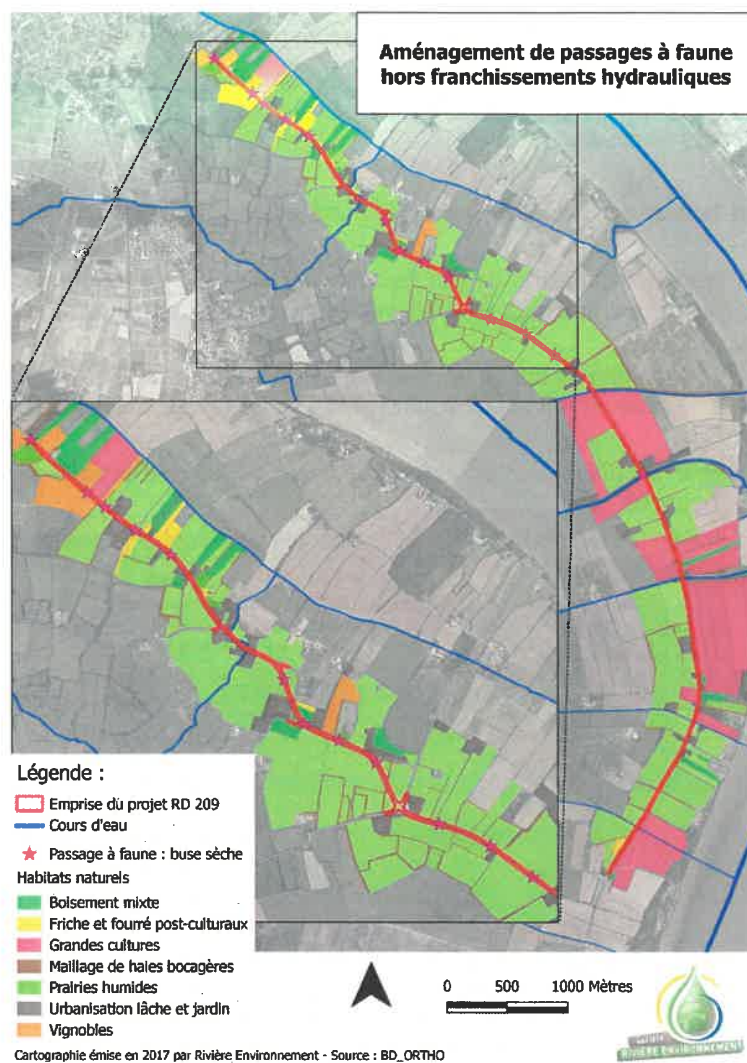 Aménagement de passages à faune
hors franchissements hydrauliques
Légende :
Emprise du projet RD 209
Cours d'eau
Passage à faune : buse sèche
Habitats naturels
Boisement mixte
Friche et fourré post-culturaux
Grandes cultures
Maillage de haies bocagères
Prairies humides
Urbanisation lâche et jardin
Vignobles
0 500 1000 Mètres
Cartographie émise en 2017 par Rivière Environnement - Source : BD_ORTHO